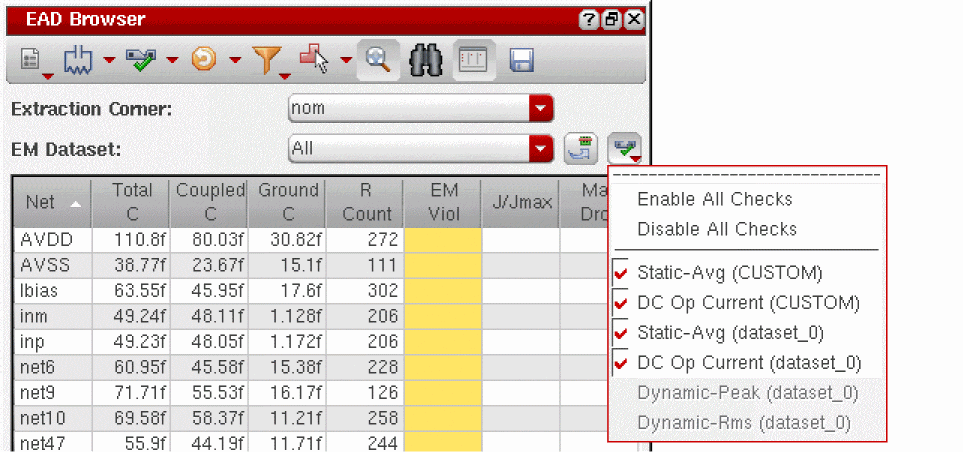 EAD Browser
Extraction Corner: nom
EM Dataset: All
Net Total C Coupled C Ground C R Count EM Viol J/Jmax Ma Dro
AVDD 110.8f 80.03f 30.82f 272
AVSS 38.77f 23.67f 15.1f 111
Ibias 63.55f 45.95f 17.6f 302
inm 49.24f 48.11f 1.128f 206
inp 49.23f 48.05f 1.172f 206
net6 60.95f 45.58f 15.38f 228
net9 71.71f 55.53f 16.17f 126
net10 69.58f 58.37f 11.21f 258
net47 55.9f 44.19f 11.71f 244
Enable All Checks
Disable All Checks
Static-Avg (CUSTOM)
DC Op Current (CUSTOM)
Static-Avg (dataset_0)
DC Op Current (dataset_0)
Dynamic-Peak (dataset_0)
Dynamic-Rms (dataset_0)